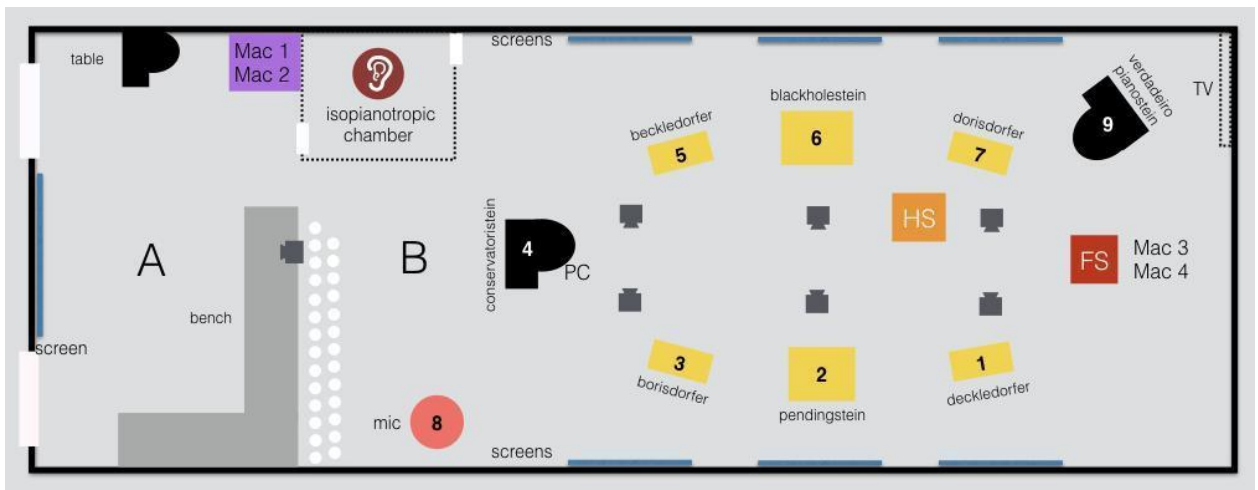 table
Mac 1
Mac 2
isopianotropic
chamber
screens
beckledorfer
5
blackholestein
6
dorisdorfer
7
verdadeiro
pianostein
9
TV
A
bench
screen
B
conservatoristein
4
PC
HS
FS
Mac 3
Mac 4
mic
8
screens
3
borisdorfer
2
pendingstein
1
deckledorfer